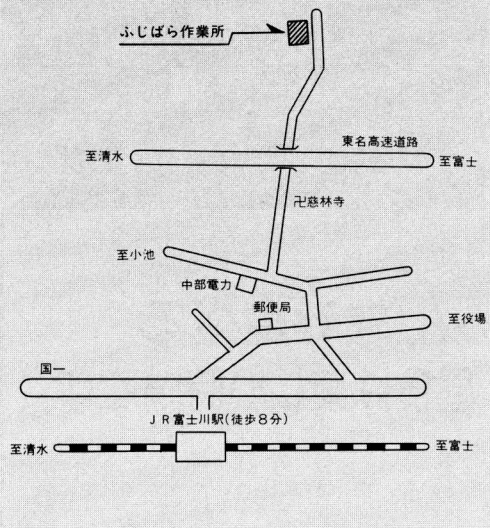 ふじばら作業所
東名高速道路
至清水
至富士
卍慈林寺
至小池
中部電力
郵便局
至役場
国一
JR富士川駅(徒歩8分)
至清水
至富士